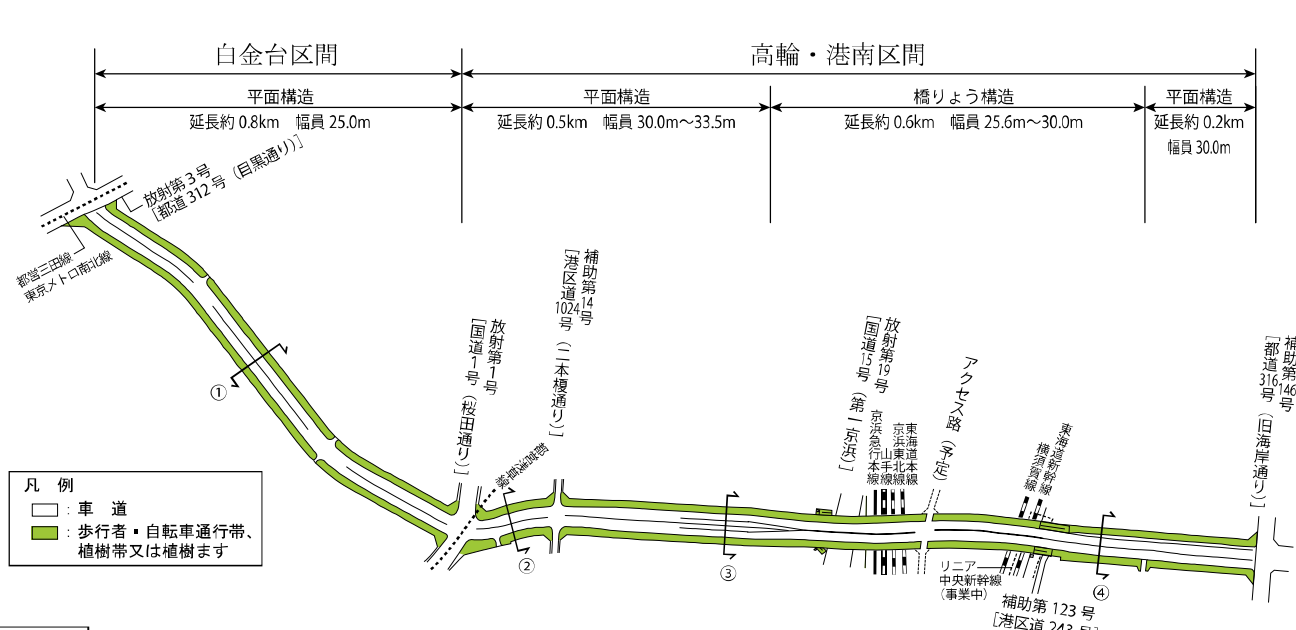 白金台区間
高輪・港南区間
平面構造
延長約 0.8km　幅員 25.0m
平面構造
延長約 0.5km　幅員 30.0m〜33.5m
橋りょう構造
延長約 0.6km　幅員 25.6m〜30.0m
平面構造
延長約 0.2km
幅員 30.0m
放射第３号
[都道 312 号（目黒通り）]
都営三田線
東京メトロ南北線
①
放射第１号
[国道１号（桜田通り）]
都営浅草線
補助第14号
[港区道1024号（二本榎通り）]
②
③
放射第19号
[国道15号（第一京浜）]
京浜急行本線
山手線
京浜東北線
東海道本線
アクセス路（予定）
東海道新幹線
横須賀線
リニア
中央新幹線
（事業中）
④
補助第 123 号
[港区道 243 号]
補助第146号
[都道316号（旧海岸通り）]
凡　例
：車　道
：歩行者・自転車通行帯、
植樹帯又は植樹ます